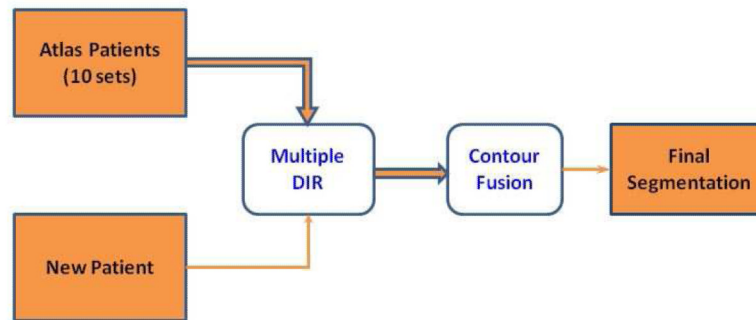 Atlas Patients
(10 sets)
Multiple
DIR
Contour
Fusion
Final
Segmentation
New Patient